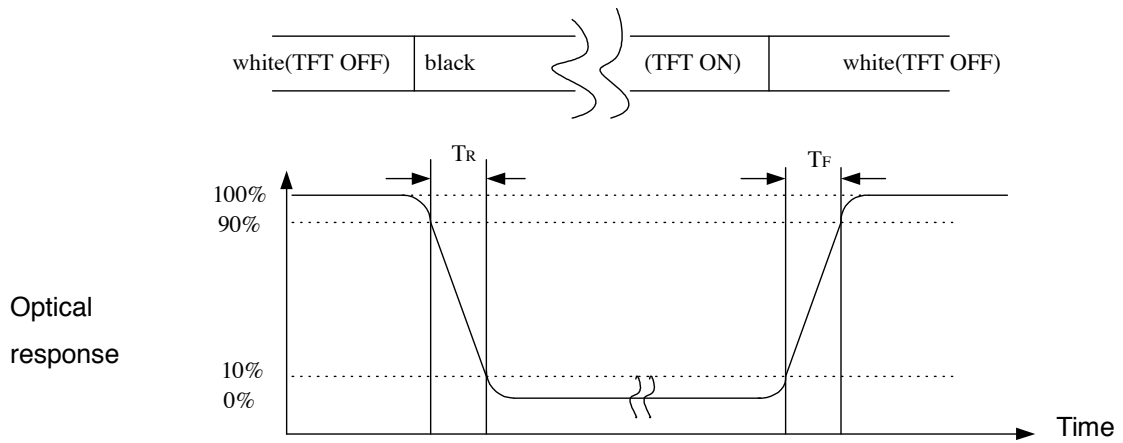 white(TFT OFF) black (TFT ON) white(TFT OFF)
TR TF
100%
90%
Optical
response
10%
0%
Time